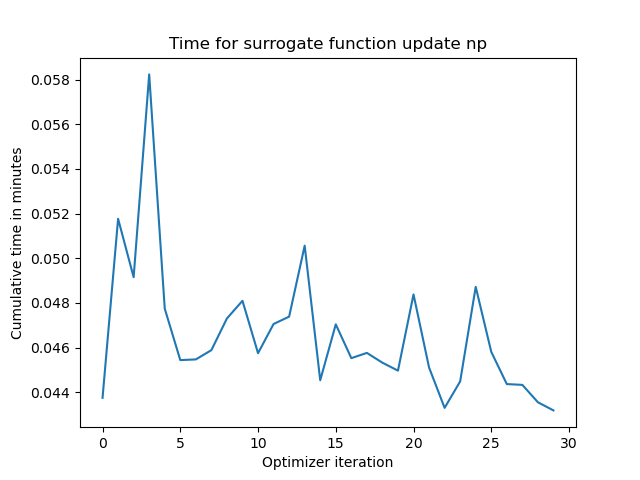 Time for surrogate function update np
Cumulative time in minutes
0.058
0.056
0.054
0.052
0.050
0.048
0.046
0.044
0 5 10 15 20 25 30
Optimizer iteration